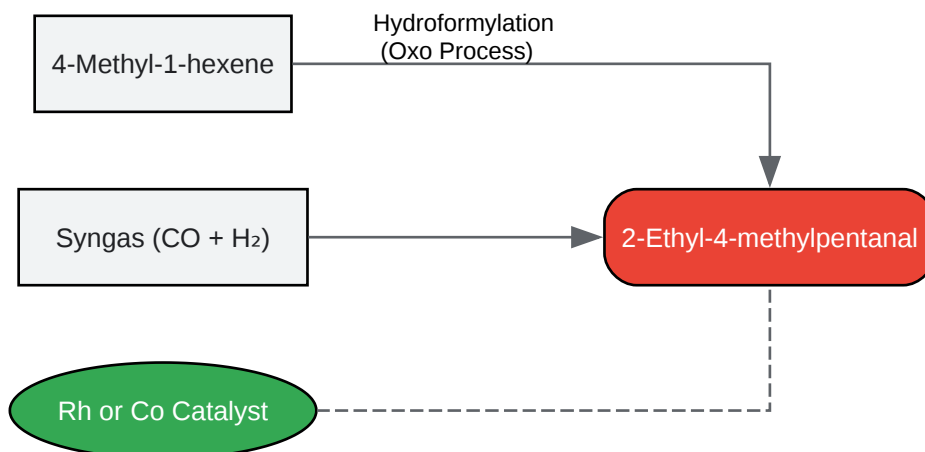 Hydroformylation
(Oxo Process)
4-Methyl-1-hexene
Syngas (CO + H₂)
2-Ethyl-4-methylpentanal
Rh or Co Catalyst